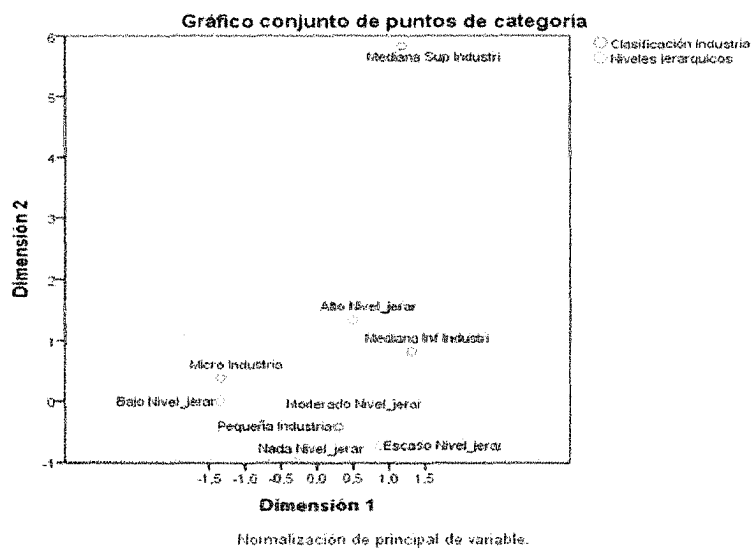 Gráfico conjunto de puntos de categoría
Clasificación Industria
Niveles Jerarquicos
6
5
4
3
2
1
0
-1
Dimensión 2
Mediana Sup Industri
Alto Nivel_jerar
Mediana Inf Industri
Micro Industria
Bajo Nivel_jerar
Moderado Nivel_jerar
Pequeña Industria
Nada Nivel_jerar
Escaso Nivel_jerar
-1,5 -1,0 -0,5 0,0 0,5 1,0 1,5
Dimensión 1
Normalización de principal de variable.